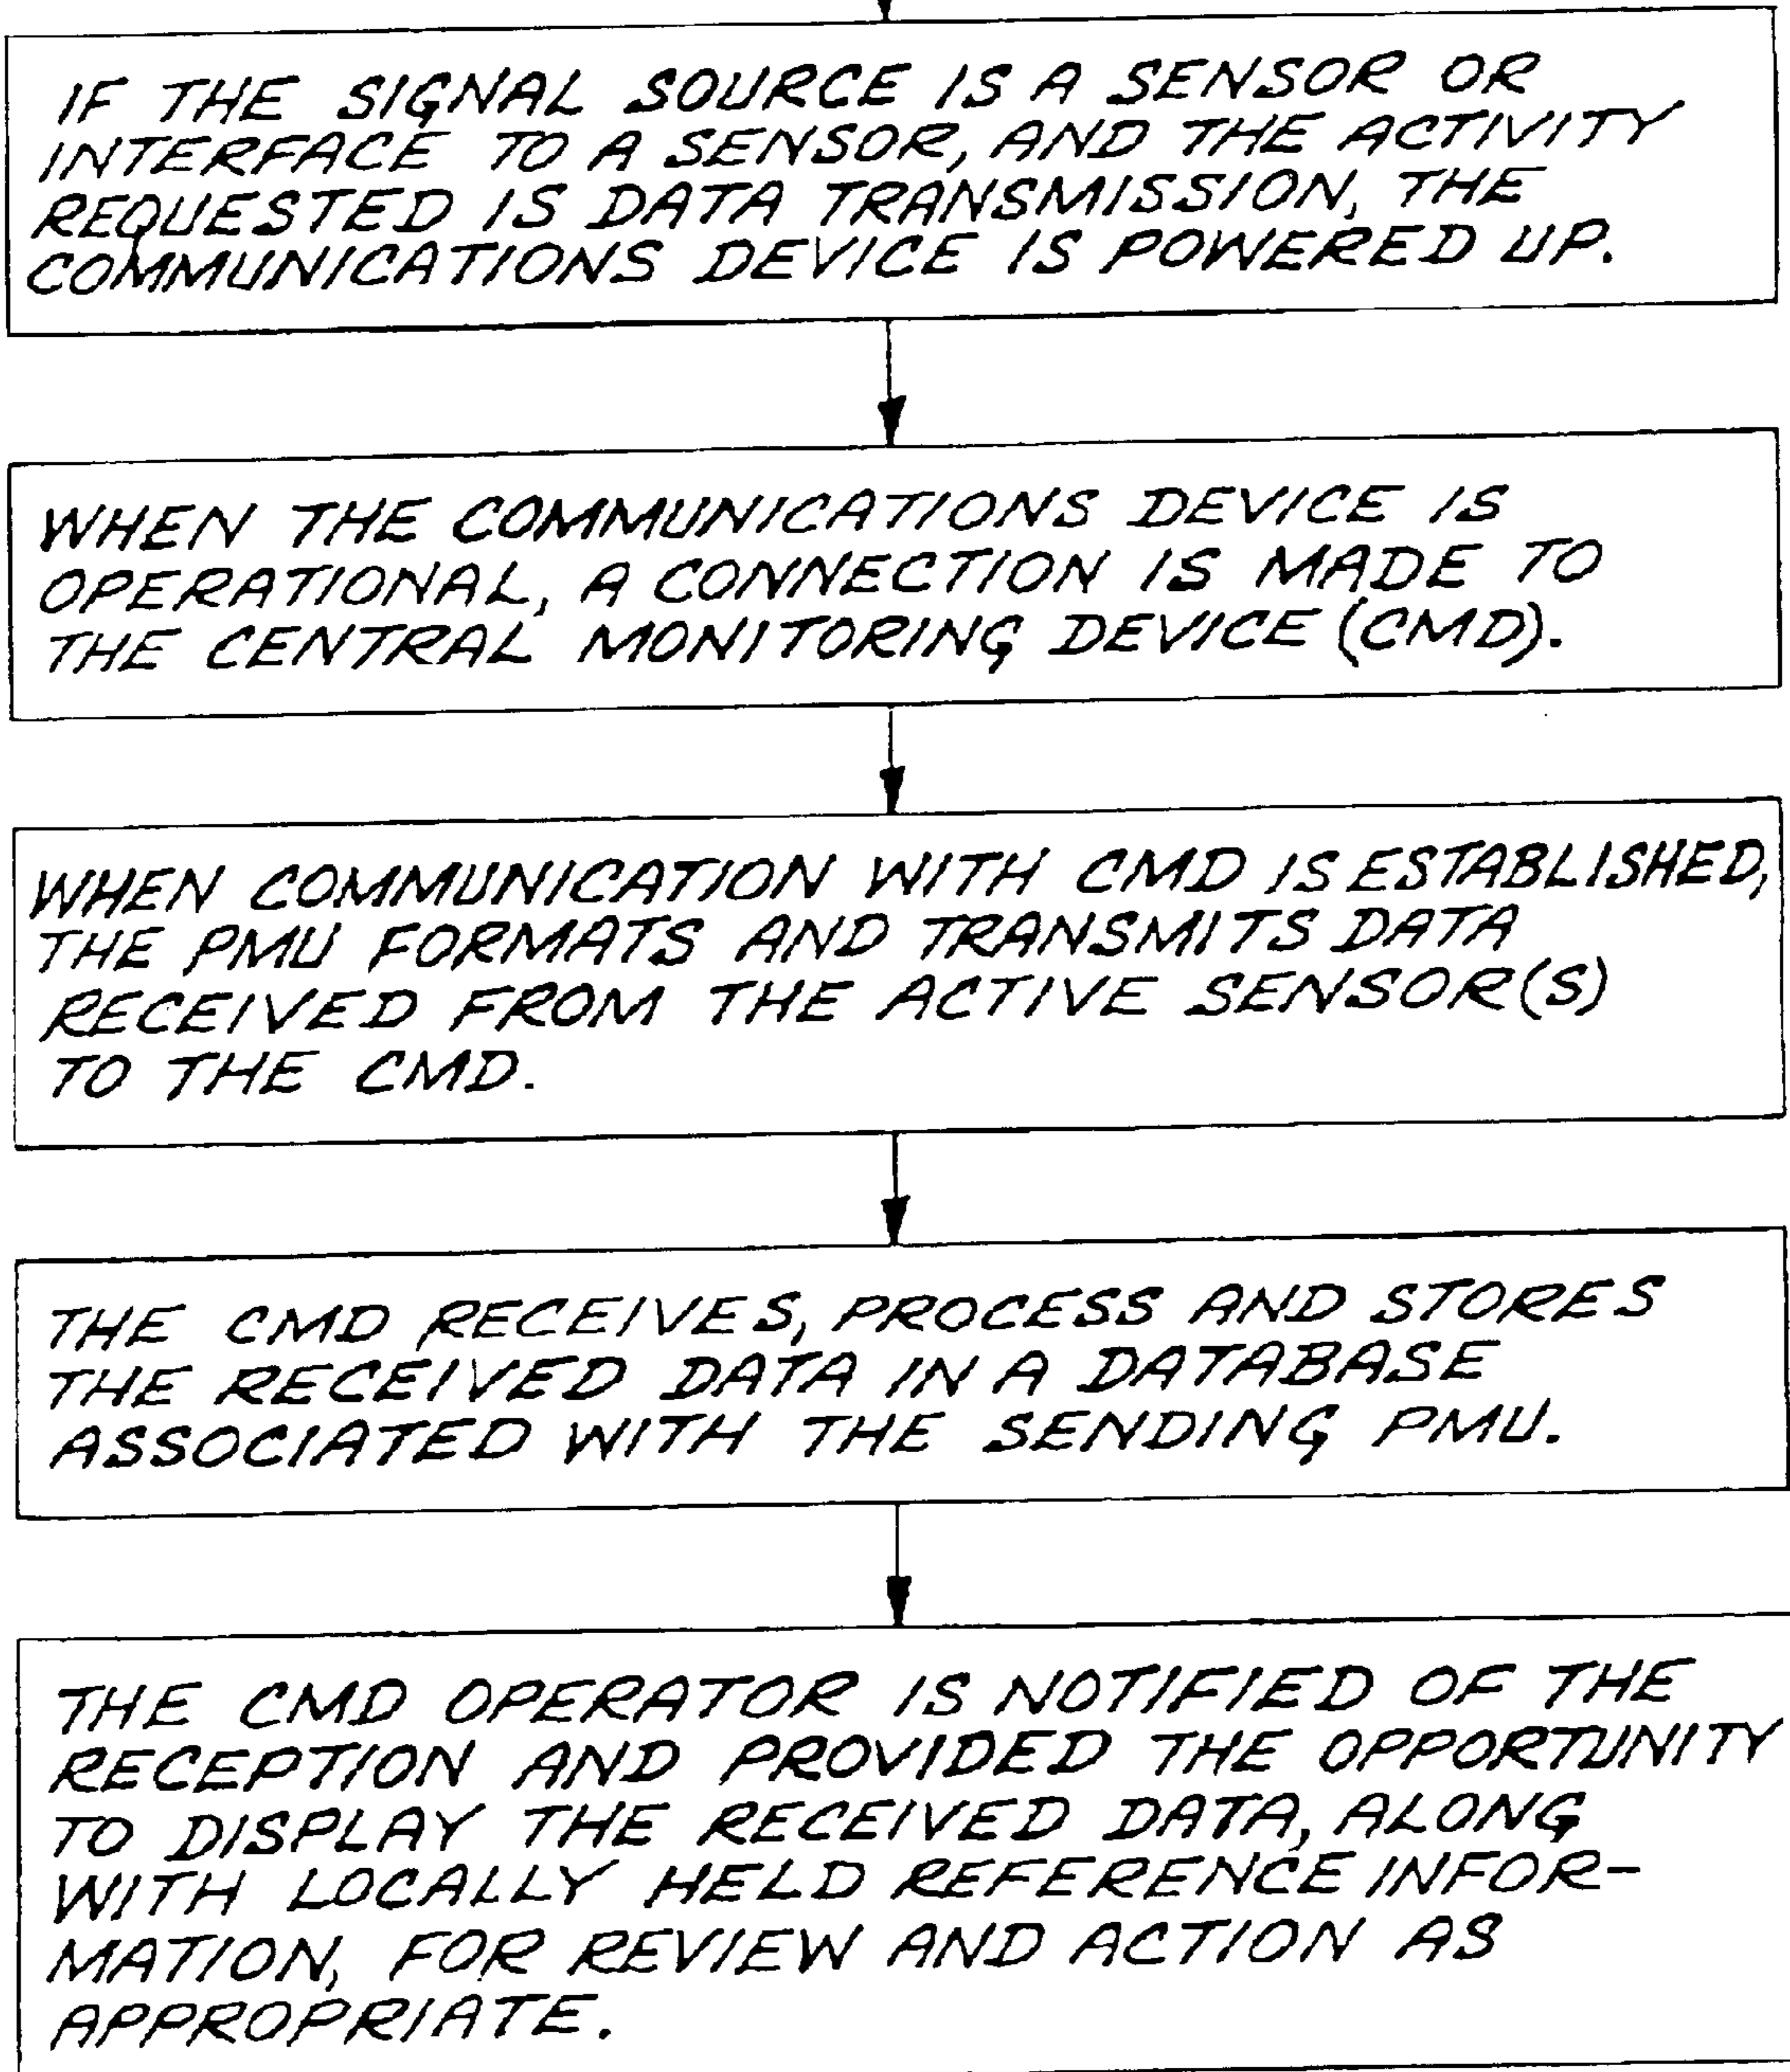 IF THE SIGNAL SOURCE IS A SENSOR OR
INTERFACE TO A SENSOR, AND THE ACTIVITY
REQUESTED IS DATA TRANSMISSION, THE
COMMUNICATIONS DEVICE IS POWERED UP.
WHEN THE COMMUNICATIONS DEVICE IS
OPERATIONAL, A CONNECTION IS MADE TO
THE CENTRAL MONITORING DEVICE (CMD).
WHEN COMMUNICATION WITH CMD IS ESTABLISHED,
THE PMU FORMATS AND TRANSMITS DATA
RECEIVED FROM THE ACTIVE SENSOR(S)
TO THE CMD.
THE CMD RECEIVES, PROCESS AND STORES
THE RECEIVED DATA IN A DATABASE
ASSOCIATED WITH THE SENDING PMU.
THE CMD OPERATOR IS NOTIFIED OF THE
RECEPTION AND PROVIDED THE OPPORTUNITY
TO DISPLAY THE RECEIVED DATA, ALONG
WITH LOCALLY HELD REFERENCE INFOR-
MATION, FOR REVIEW AND ACTION AS
APPROPRIATE.